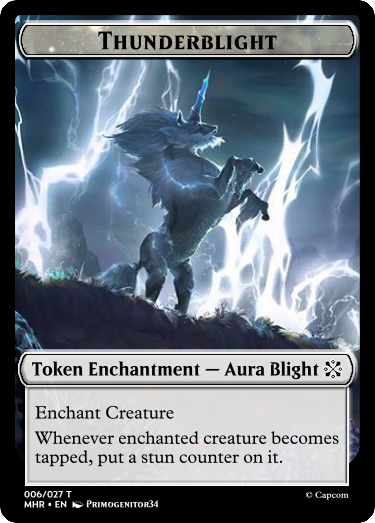 Thunderblight
Token Enchantment — Aura Blight
Enchant Creature
Whenever enchanted creature becomes
tapped, put a stun counter on it.
006/027 T
MHR • EN Primogenitor34
© Capcom